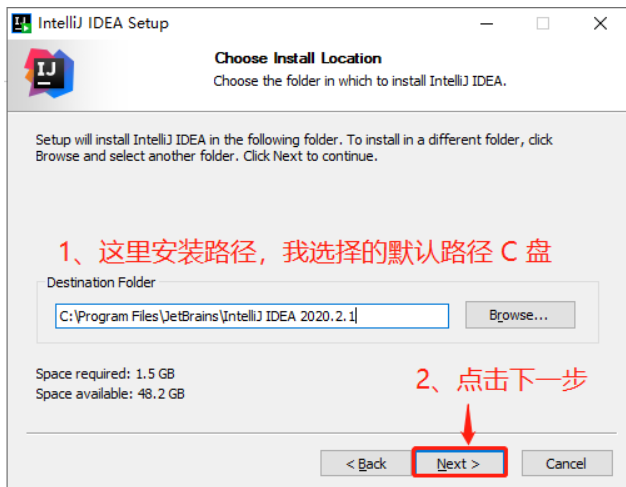 IntelliJ IDEA Setup
IJ
Choose Install Location
Choose the folder in which to install IntelliJ IDEA.
Setup will install IntelliJ IDEA in the following folder. To install in a different folder, click
Browse and select another folder. Click Next to continue.
1、这里安装路径，我选择的默认路径 C 盘
Destination Folder
C:\Program Files\JetBrains\IntelliJ IDEA 2020.2.1
Browse...
Space required: 1.5 GB
Space available: 48.2 GB
2、点击下一步
< Back
Next >
Cancel